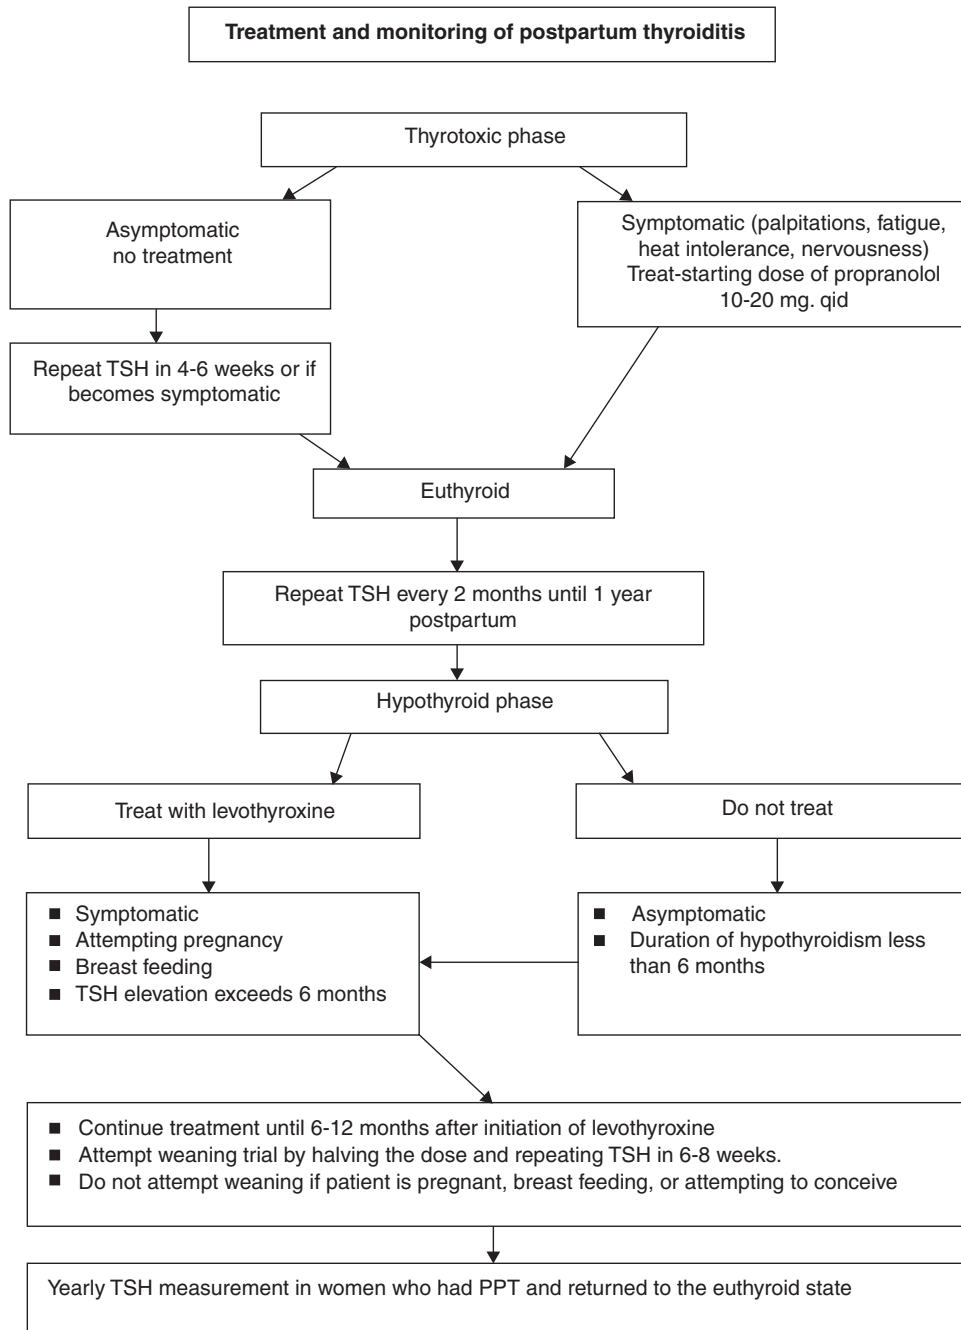 Treatment and monitoring of postpartum thyroiditis
Thyrotoxic phase
Asymptomatic
no treatment
Symptomatic (palpitations, fatigue,
heat intolerance, nervousness)
Treat-starting dose of propranolol
10-20 mg. qid
Repeat TSH in 4-6 weeks or if
becomes symptomatic
Euthyroid
Repeat TSH every 2 months until 1 year
postpartum
Hypothyroid phase
Treat with levothyroxine
Do not treat
■ Symptomatic
■ Attempting pregnancy
■ Breast feeding
■ TSH elevation exceeds 6 months
■ Asymptomatic
■ Duration of hypothyroidism less
than 6 months
■ Continue treatment until 6-12 months after initiation of levothyroxine
■ Attempt weaning trial by halving the dose and repeating TSH in 6-8 weeks.
■ Do not attempt weaning if patient is pregnant, breast feeding, or attempting to conceive
Yearly TSH measurement in women who had PPT and returned to the euthyroid state